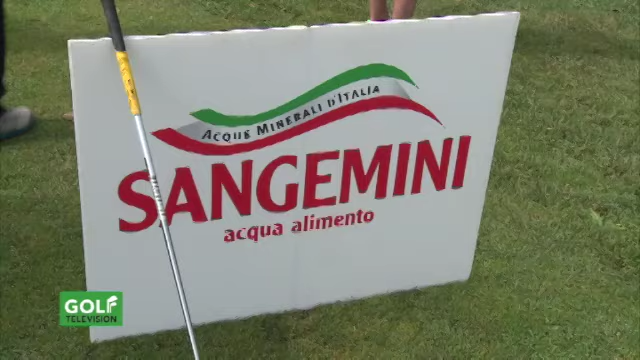 ACQUE MINERALI D'ITALIA
SANGEMINI
acqua alimento
GOLF
TELEVISION